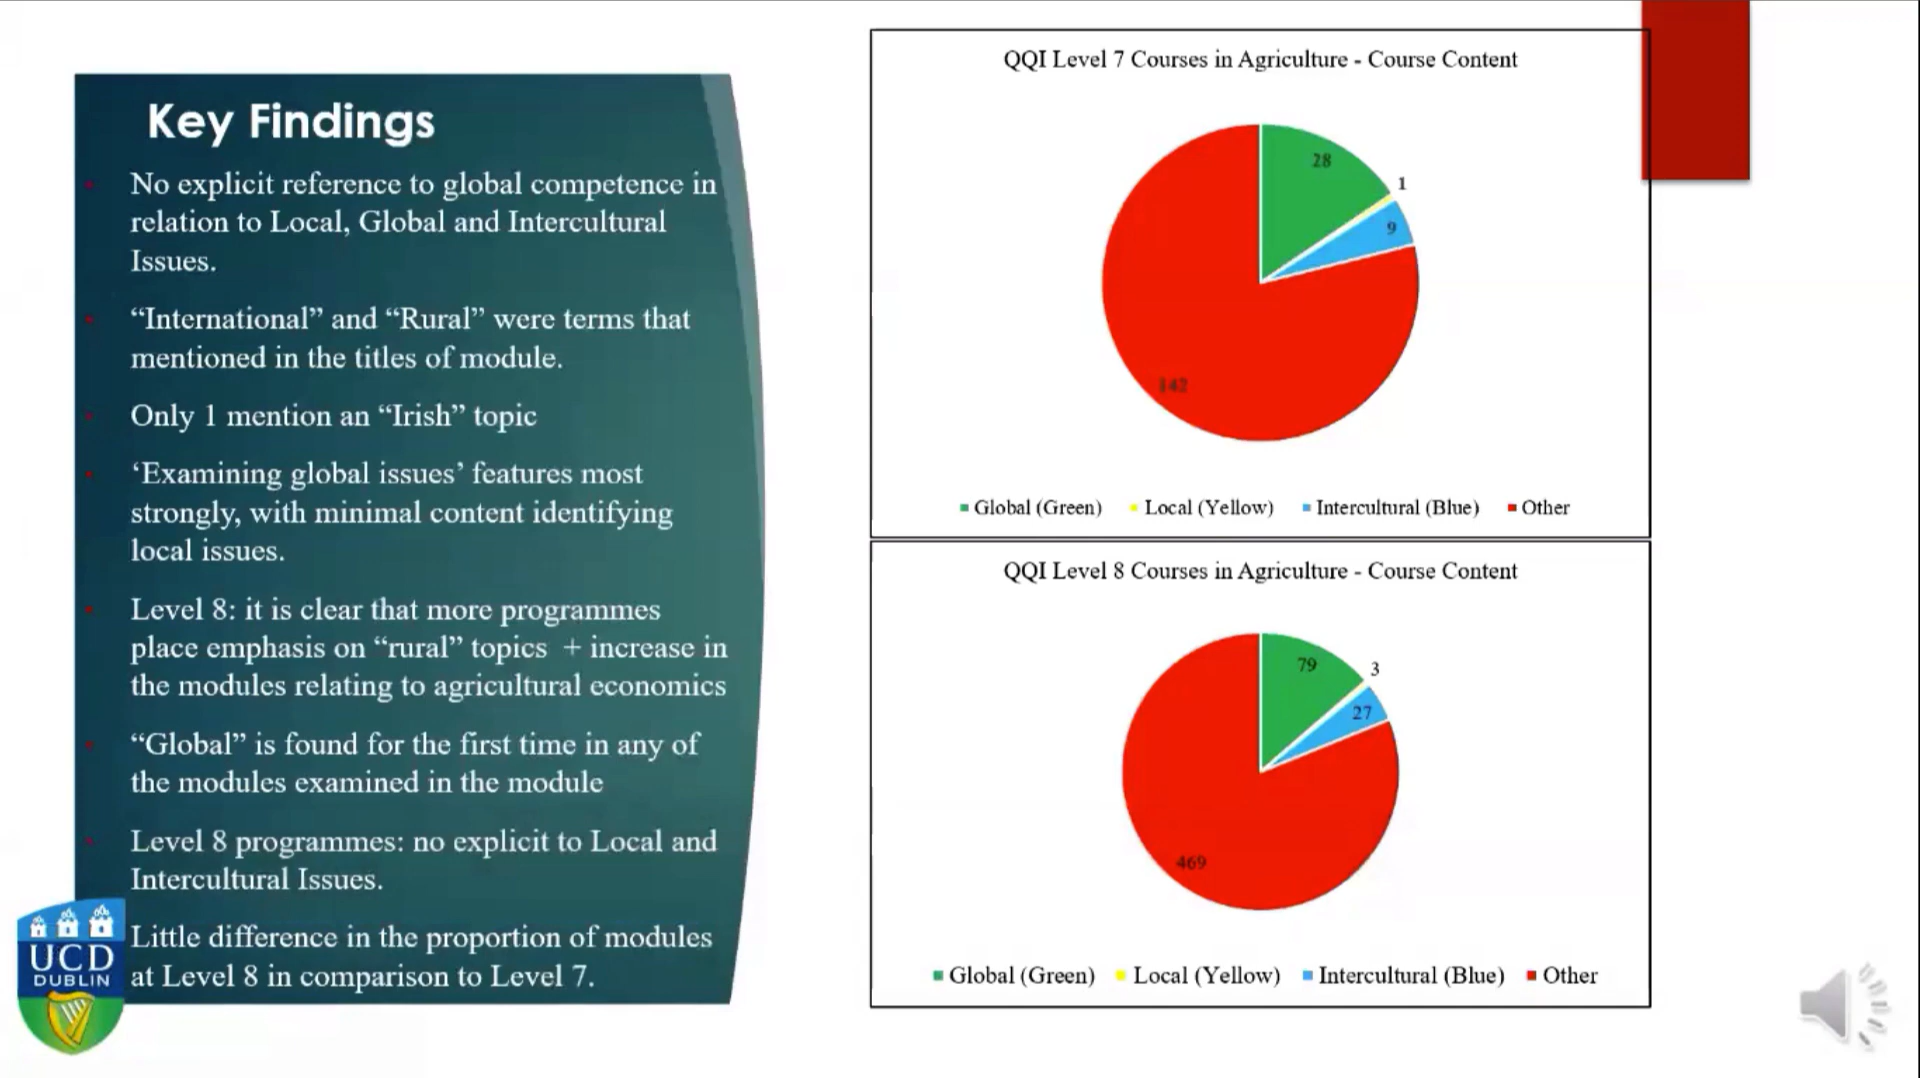 Key Findings
No explicit reference to global competence in
relation to Local, Global and Intercultural
Issues.
“International” and “Rural” were terms that
mentioned in the titles of module.
Only 1 mention an “Irish” topic
‘Examining global issues’ features most
strongly, with minimal content identifying
local issues.
Level 8: it is clear that more programmes
place emphasis on “rural” topics + increase in
the modules relating to agricultural economics
“Global” is found for the first time in any of
the modules examined in the module
Level 8 programmes: no explicit to Local and
Intercultural Issues.
Little difference in the proportion of modules
at Level 8 in comparison to Level 7.
UCD
DUBLIN
QQI Level 7 Courses in Agriculture - Course Content
28
1
9
142
Global (Green) Local (Yellow) Intercultural (Blue) Other
QQI Level 8 Courses in Agriculture - Course Content
79
3
27
469
Global (Green) Local (Yellow) Intercultural (Blue) Other